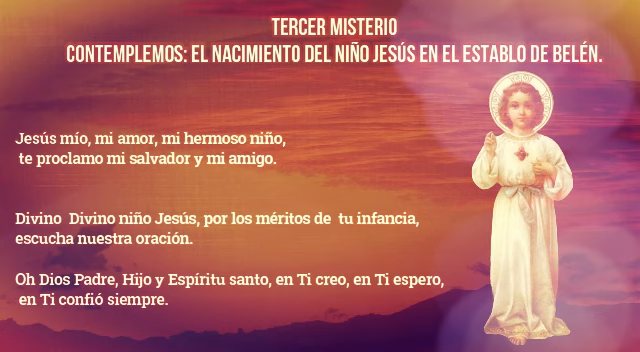 TERCER MISTERIO
CONTEMPLEMOS: EL NACIMIENTO DEL NIÑO JESÚS EN EL ESTABLO DE BELÉN.
Jesús mío, mi amor, mi hermoso niño,
te proclamo mi salvador y mi amigo.
Divino Divino niño Jesús, por los méritos de tu infancia,
escucha nuestra oración.
Oh Dios Padre, Hijo y Espíritu santo, en Ti creo, en Ti espero,
en Ti confió siempre.